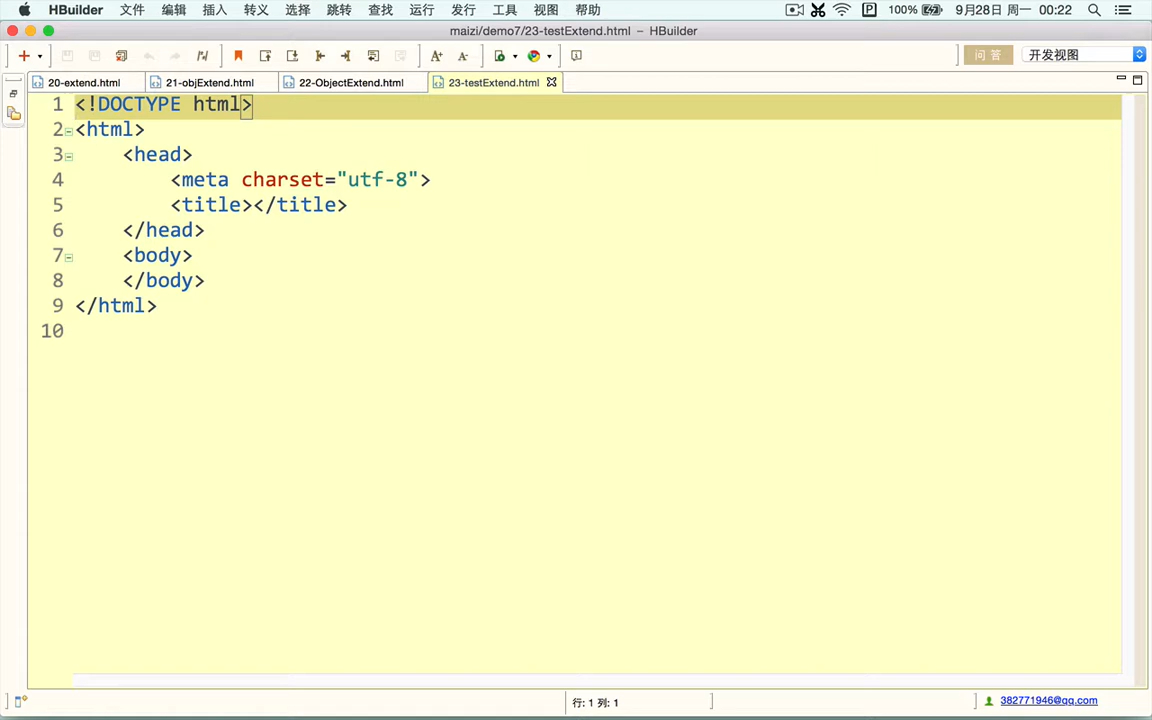 HBuilder 文件 编辑 插入 转义 选择 跳转 查找 运行 发行 工具 视图 帮助 100% 9月28日 周一 00:22
maizi/demo7/23-testExtend.html – HBuilder
问 答 开发视图
20-extend.html 21-objExtend.html 22-ObjectExtend.html 23-testExtend.html
1 <!DOCTYPE html>
2 <html>
3 <head>
4 <meta charset="utf-8">
5 <title></title>
6 </head>
7 <body>
8 </body>
9 </html>
10
行: 1 列: 1
382771946@qq.com